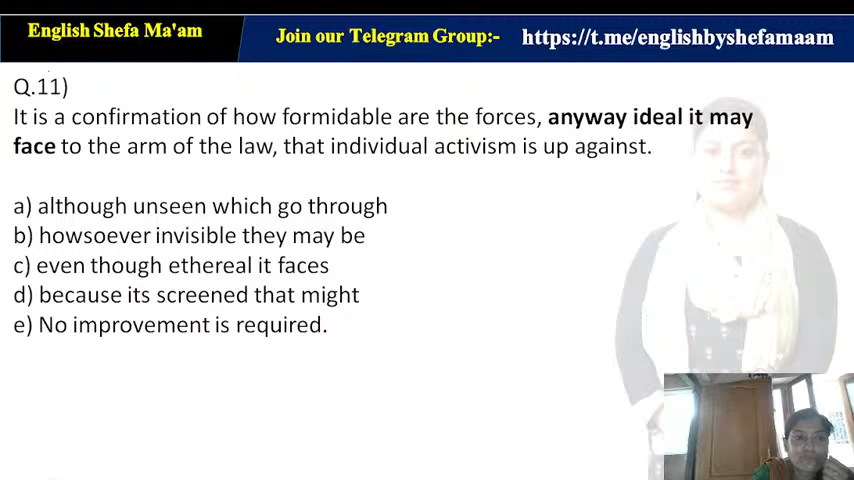 English Shefa Ma'am
Join our Telegram Group:- https://t.me/englishbyshefamaam
Q.11)
It is a confirmation of how formidable are the forces, anyway ideal it may
face to the arm of the law, that individual activism is up against.
a) although unseen which go through
b) howsoever invisible they may be
c) even though ethereal it faces
d) because its screened that might
e) No improvement is required.